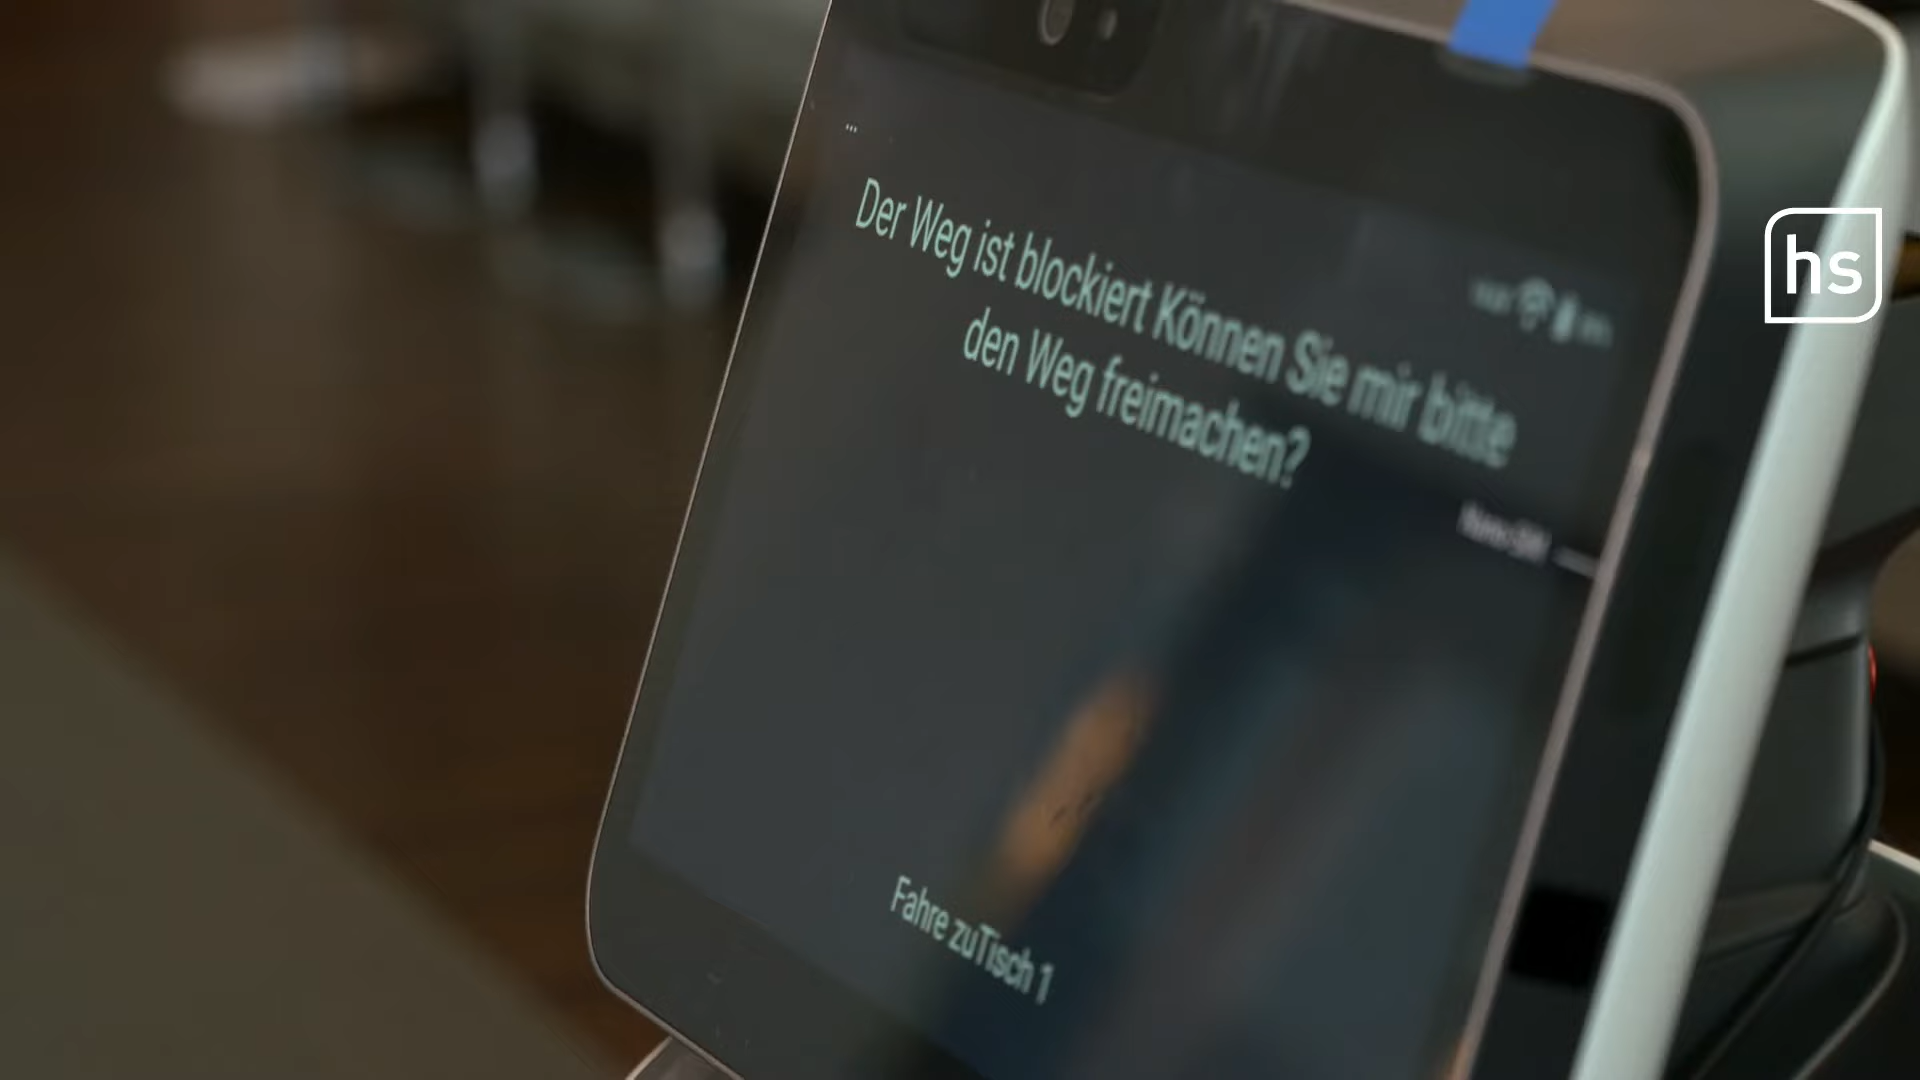 ...
Der Weg ist blockiert Können Sie mir bitte
den Weg freimachen?
Fahre zuTisch 1
hs